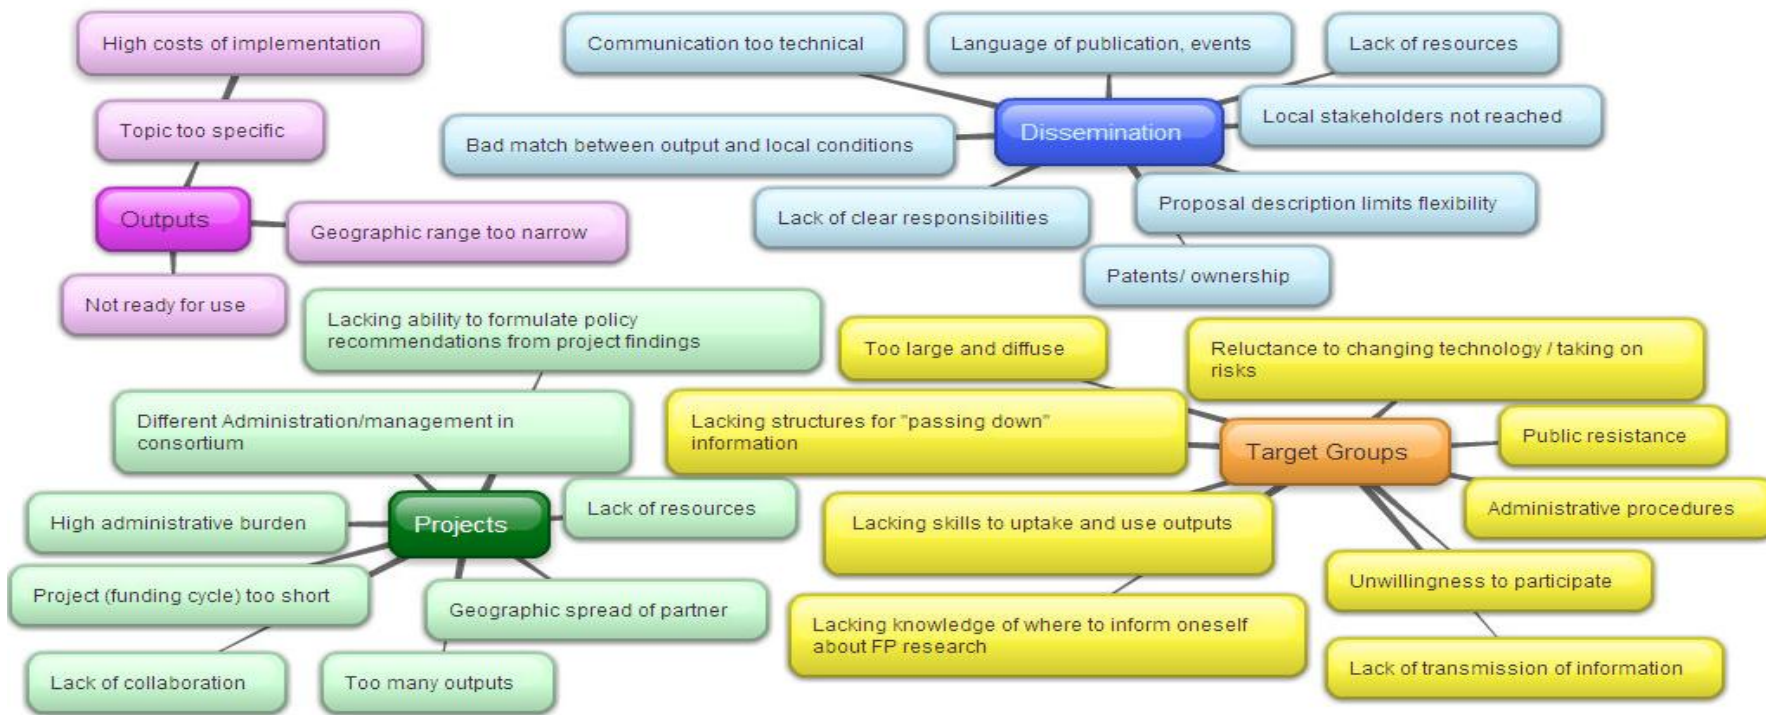 High costs of implementation
Topic too specific
Outputs
Geographic range too narrow
Not ready for use
Communication too technical
Language of publication, events
Lack of resources
Dissemination
Local stakeholders not reached
Bad match between output and local conditions
Lack of clear responsibilities
Proposal description limits flexibility
Patents/ ownership
Lacking ability to formulate policy
recommendations from project findings
Different Administration/management in
consortium
Projects
Lack of resources
High administrative burden
Project (funding cycle) too short
Geographic spread of partner
Lack of collaboration
Too many outputs
Too large and diffuse
Reluctance to changing technology / taking on
risks
Lacking structures for "passing down"
information
Target Groups
Public resistance
Administrative procedures
Lacking skills to uptake and use outputs
Unwillingness to participate
Lacking knowledge of where to inform oneself
about FP research
Lack of transmission of information